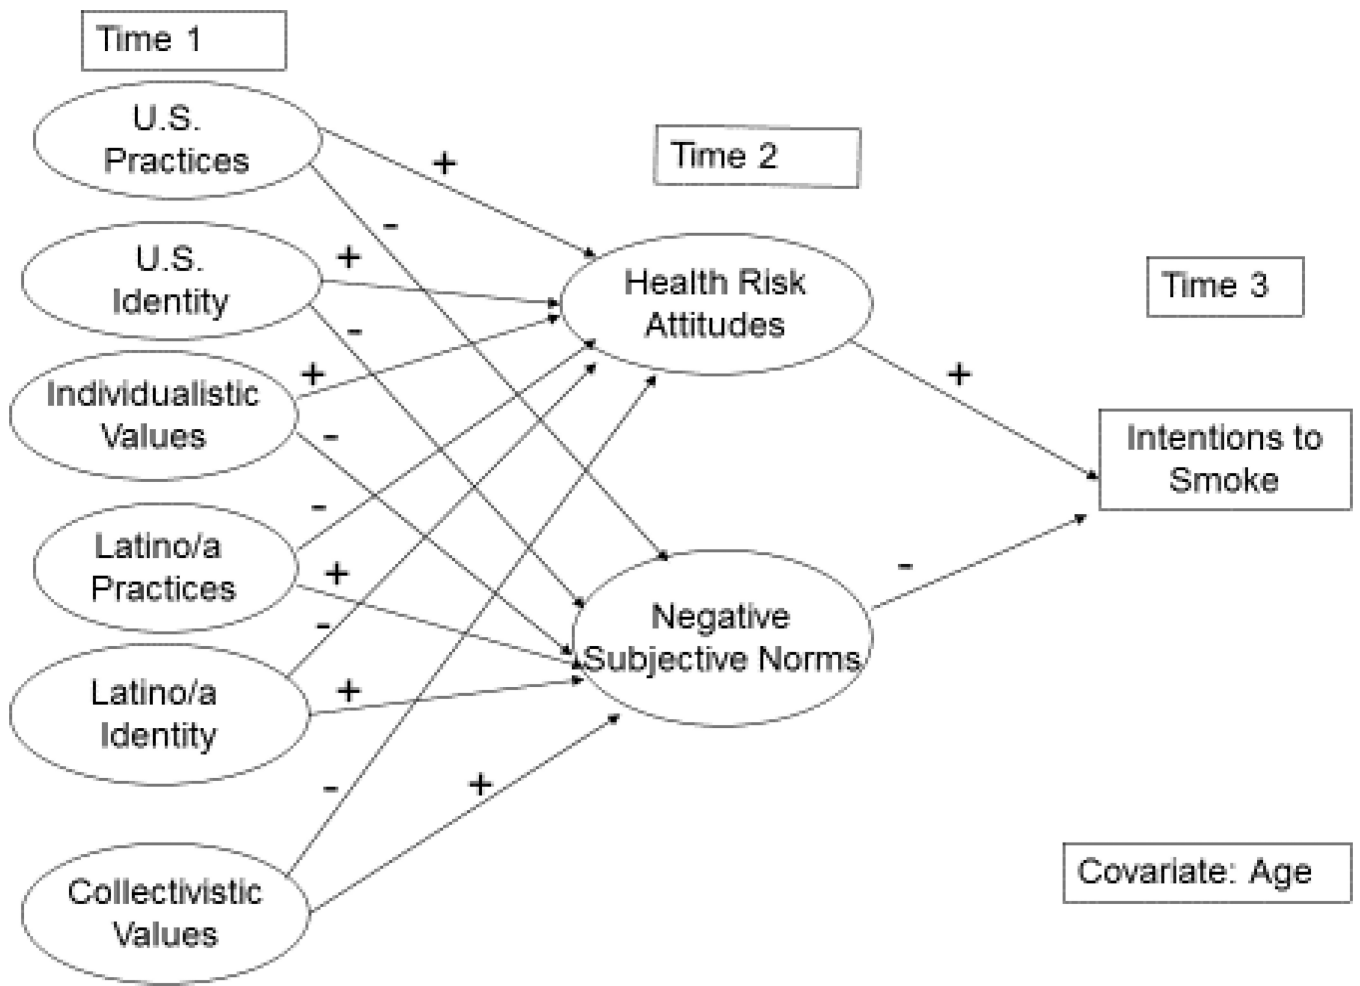 Time 1
U.S.
Practices
+
Time 2
-
U.S.
Identity
+
Health Risk
Attitudes
Time 3
-
Individualistic
Values
+
-
+
Intentions to
Smoke
Latino/a
Practices
-
+
-
Negative
Subjective Norms
-
Latino/a
Identity
+
-
+
Collectivistic
Values
Covariate: Age